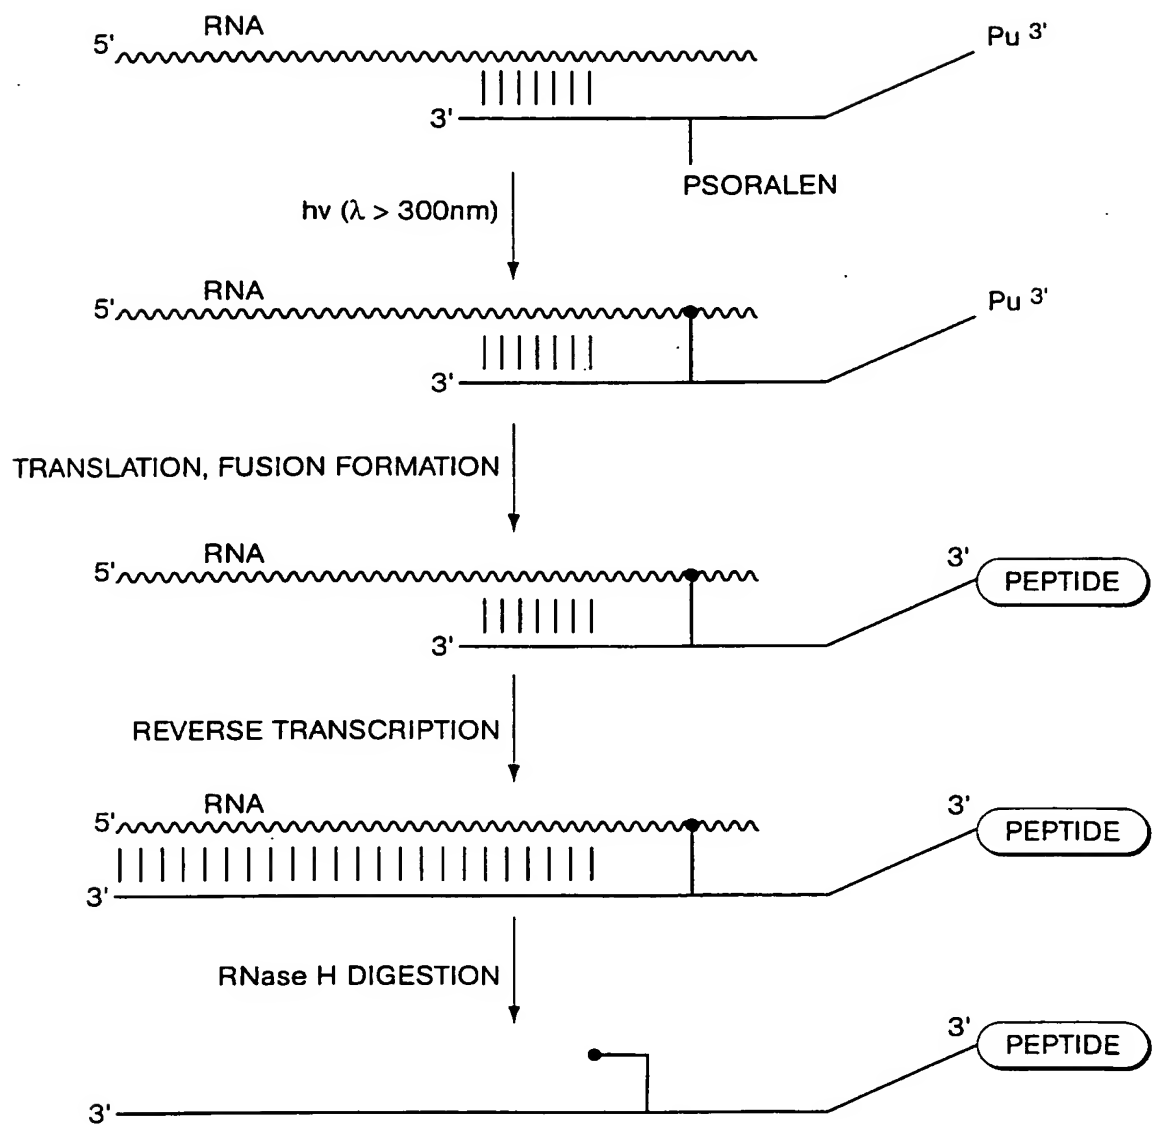 RNA
5'
Pu 3'
3'
PSORALEN
hv (λ > 300nm)
RNA
5'
Pu 3'
3'
TRANSLATION, FUSION FORMATION
RNA
5'
3'
PEPTIDE
3'
REVERSE TRANSCRIPTION
RNA
5'
3'
PEPTIDE
3'
RNase H DIGESTION
3'
PEPTIDE
3'